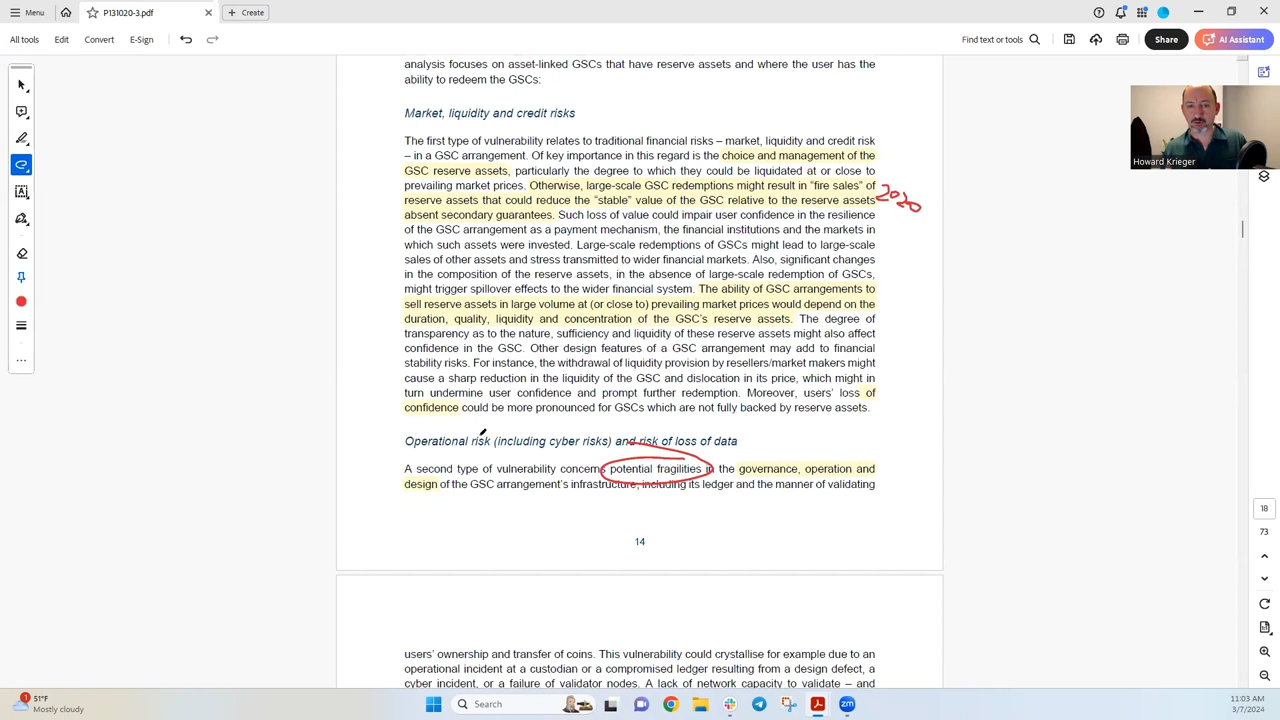 Menu
P131020-3.pdf
Create
All tools
Edit
Convert
E-Sign
Find text or tools
Share
AI Assistant
analysis focuses on asset-linked GSCs that have reserve assets and where the user has the
ability to redeem the GSCs:
Market, liquidity and credit risks
The first type of vulnerability relates to traditional financial risks – market, liquidity and credit risk
– in a GSC arrangement. Of key importance in this regard is the choice and management of the
GSC reserve assets, particularly the degree to which they could be liquidated at or close to
prevailing market prices. Otherwise, large-scale GSC redemptions might result in “fire sales” of
reserve assets that could reduce the “stable” value of the GSC relative to the reserve assets
2020
absent secondary guarantees. Such loss of value could impair user confidence in the resilience
of the GSC arrangement as a payment mechanism, the financial institutions and the markets in
which such assets were invested. Large-scale redemptions of GSCs might lead to large-scale
sales of other assets and stress transmitted to wider financial markets. Also, significant changes
in the composition of the reserve assets, in the absence of large-scale redemption of GSCs,
might trigger spillover effects to the wider financial system. The ability of GSC arrangements to
sell reserve assets in large volume at (or close to) prevailing market prices would depend on the
duration, quality, liquidity and concentration of the GSC's reserve assets. The degree of
transparency as to the nature, sufficiency and liquidity of these reserve assets might also affect
confidence in the GSC. Other design features of a GSC arrangement may add to financial
stability risks. For instance, the withdrawal of liquidity provision by resellers/market makers might
cause a sharp reduction in the liquidity of the GSC and dislocation in its price, which might in
turn undermine user confidence and prompt further redemption. Moreover, users' loss of
confidence could be more pronounced for GSCs which are not fully backed by reserve assets.
Operational risk (including cyber risks) and risk of loss of data
A second type of vulnerability concerns potential fragilities in the governance, operation and
design of the GSC arrangement's infrastructure, including its ledger and the manner of validating
14
users' ownership and transfer of coins. This vulnerability could crystallise for example due to an
operational incident at a custodian or a compromised ledger resulting from a design defect, a
cyber incident, or a failure of validator nodes. A lack of network capacity to validate – and
Howard Krieger
18
73
1
51°F
Mostly cloudy
Search
zm
11:03 AM
3/7/2024